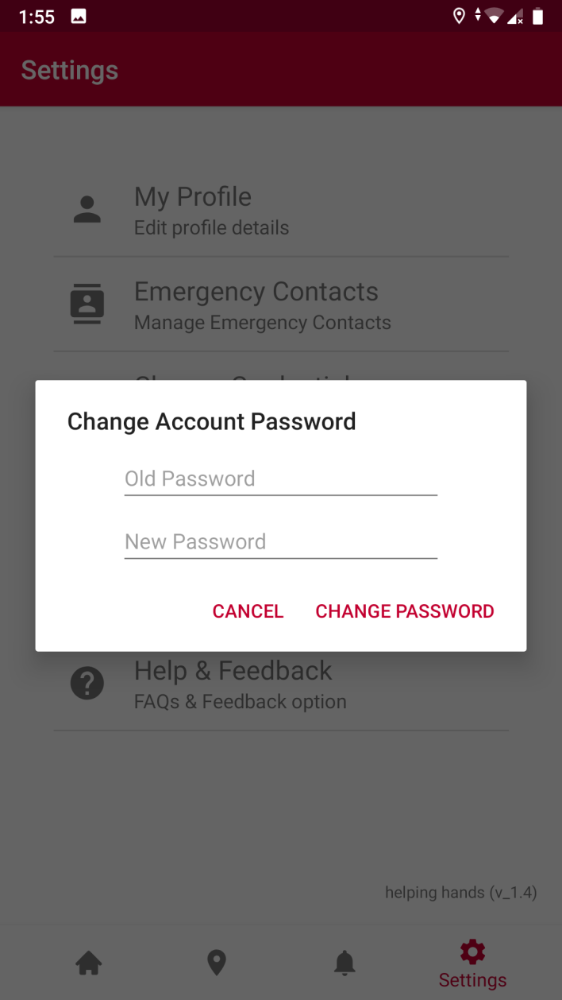 1:55
Settings
My Profile
Edit profile details
Emergency Contacts
Manage Emergency Contacts
Change Account Password
Old Password
New Password
CANCEL CHANGE PASSWORD
Help & Feedback
FAQs & Feedback option
helping hands (v_1.4)
Settings